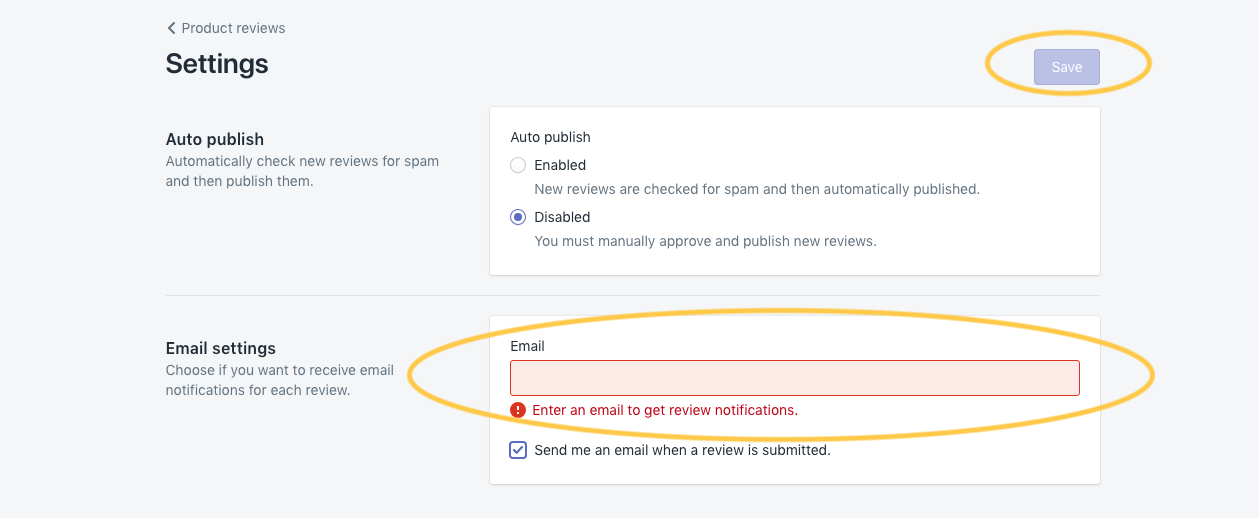 Product reviews
Settings
Save
Auto publish
Automatically check new reviews for spam
and then publish them.
Auto publish
Enabled
New reviews are checked for spam and then automatically published.
Disabled
You must manually approve and publish new reviews.
Email settings
Choose if you want to receive email
notifications for each review.
Email
Enter an email to get review notifications.
Send me an email when a review is submitted.